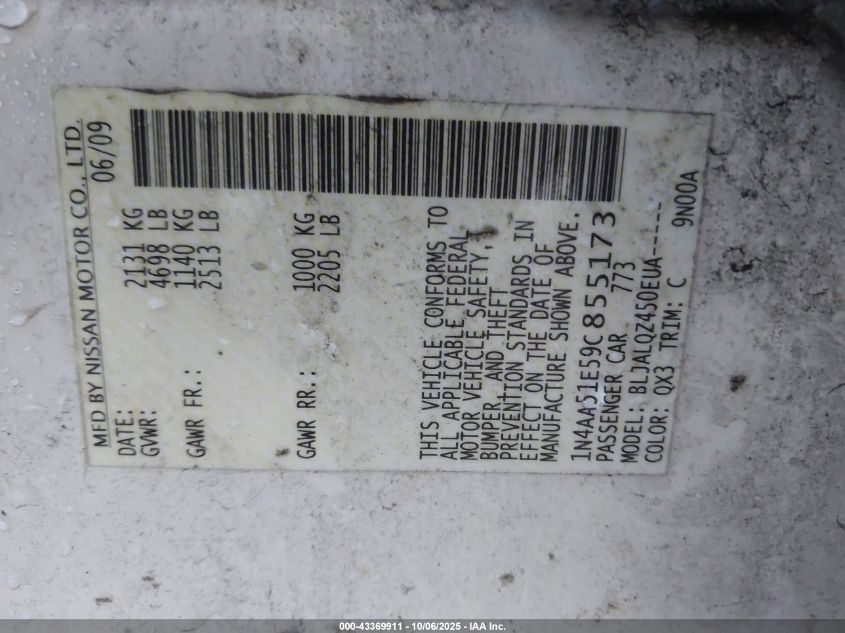 MFD BY NISSAN MOTOR CO., LTD.
DATE: 06/09
GVWR: 2131 KG
4698 LB
GAWR FR.: 1140 KG
2513 LB
GAWR RR.: 1000 KG
2205 LB
THIS VEHICLE CONFORMS TO
ALL APPLICABLE FEDERAL
MOTOR VEHICLE SAFETY,
BUMPER, AND THEFT
PREVENTION STANDARDS IN
EFFECT ON THE DATE OF
MANUFACTURE SHOWN ABOVE.
1N4AA51E59C855173
PASSENGER CAR 773
MODEL: BLJALQZ450EUA-----
COLOR: QX3 TRIM: C 9N00A
000-43369911 - 10/06/2025 - IAA Inc.